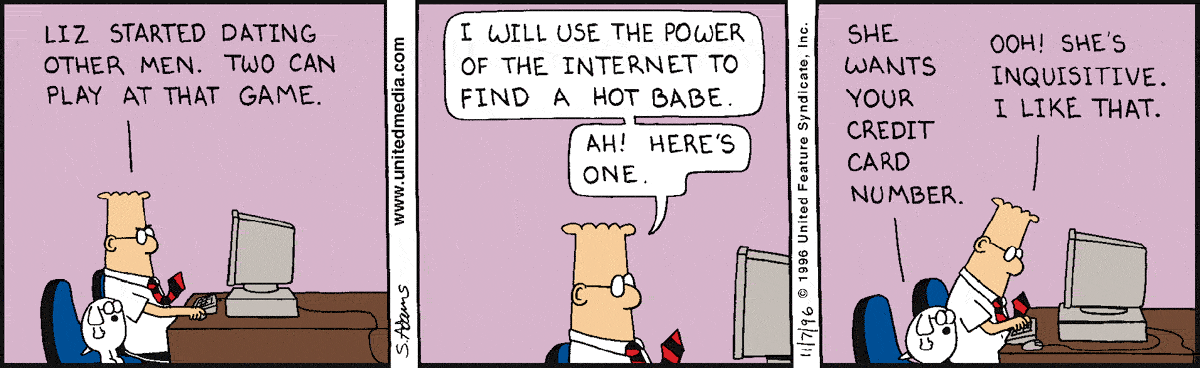 LIZ STARTED DATING
OTHER MEN. TWO CAN
PLAY AT THAT GAME.
S. Adams
www.unitedmedia.com
I WILL USE THE POWER
OF THE INTERNET TO
FIND A HOT BABE.
AH! HERE'S
ONE.
11/7/96 © 1996 United Feature Syndicate, Inc.
SHE
WANTS
YOUR
CREDIT
CARD
NUMBER.
OOH! SHE'S
INQUISITIVE.
I LIKE THAT.